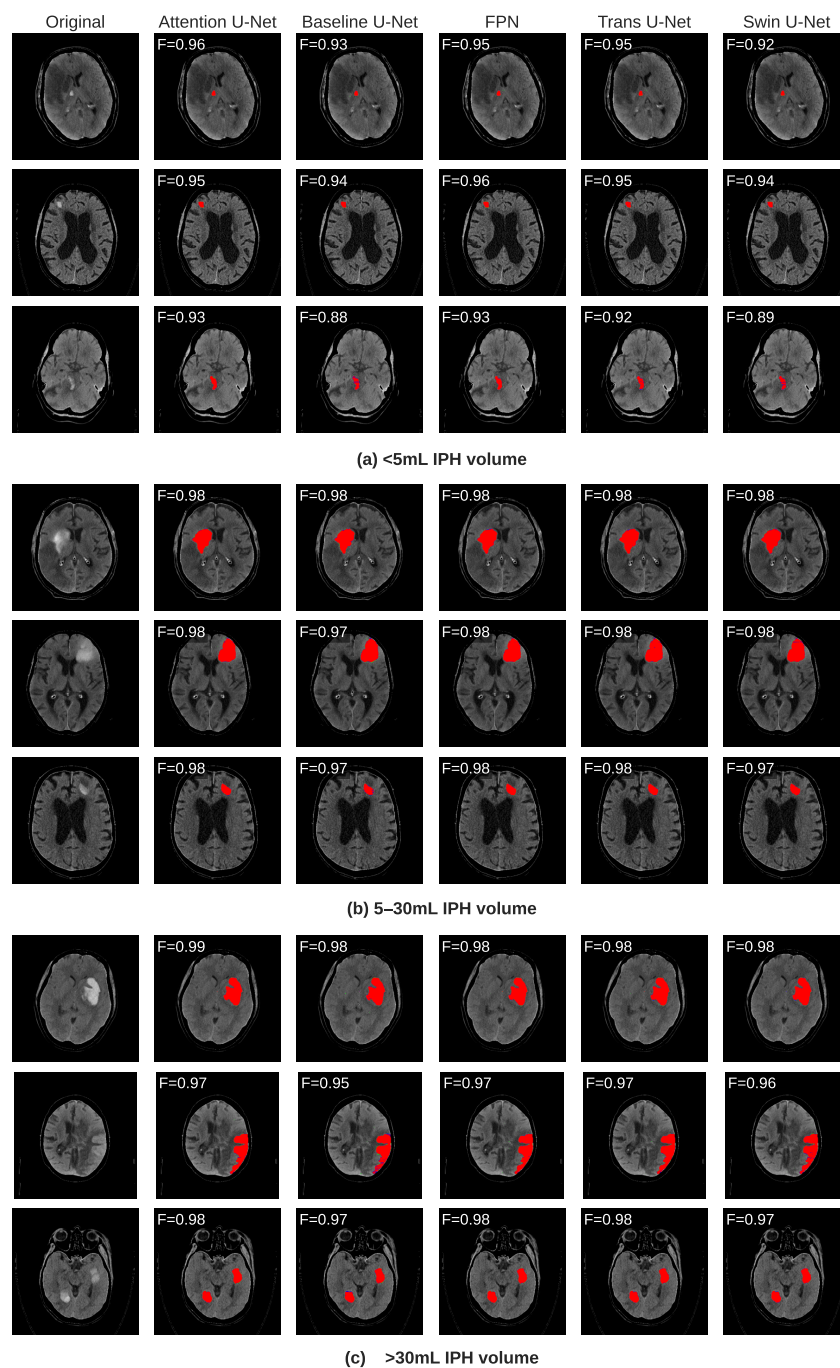 Original Attention U-Net Baseline U-Net FPN Trans U-Net Swin U-Net
F=0.96 F=0.93 F=0.95 F=0.95 F=0.92
F=0.95 F=0.94 F=0.96 F=0.95 F=0.94
F=0.93 F=0.88 F=0.93 F=0.92 F=0.89
(a) <5mL IPH volume
F=0.98 F=0.98 F=0.98 F=0.98 F=0.98
F=0.98 F=0.97 F=0.98 F=0.98 F=0.98
F=0.98 F=0.97 F=0.98 F=0.98 F=0.97
(b) 5–30mL IPH volume
F=0.99 F=0.98 F=0.98 F=0.98 F=0.98
F=0.97 F=0.95 F=0.97 F=0.97 F=0.96
F=0.98 F=0.97 F=0.98 F=0.98 F=0.97
(c) >30mL IPH volume